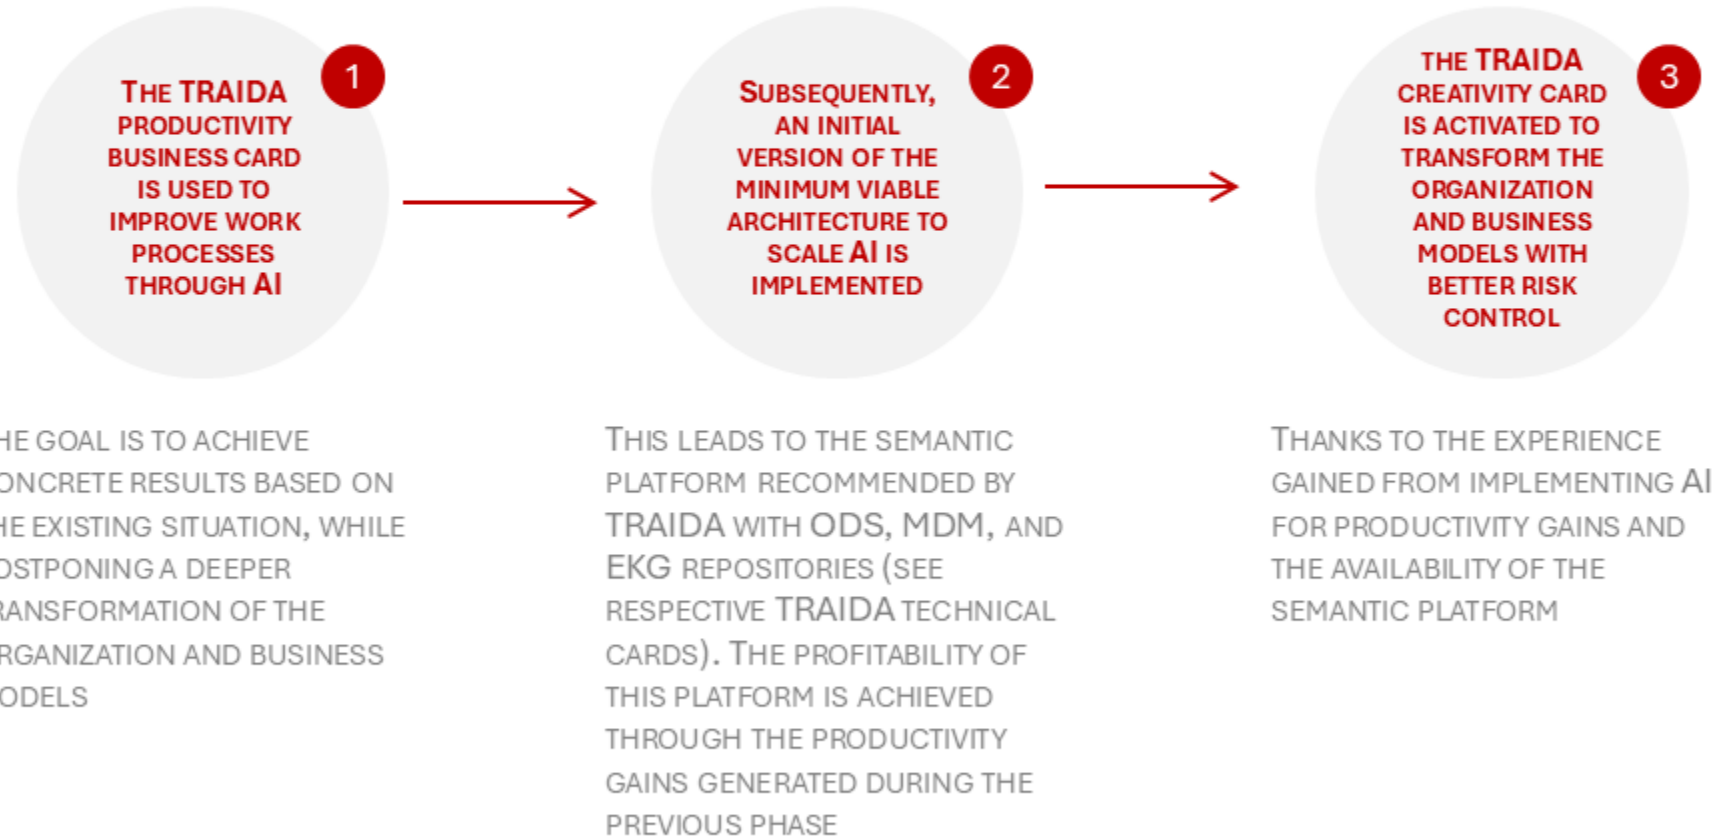 1
THE TRAIDA
PRODUCTIVITY
BUSINESS CARD
IS USED TO
IMPROVE WORK
PROCESSES
THROUGH AI
HE GOAL IS TO ACHIEVE
ONCRETE RESULTS BASED ON
HE EXISTING SITUATION, WHILE
OSTPONING A DEEPER
RANSFORMATION OF THE
RGANIZATION AND BUSINESS
ODELS
2
SUBSEQUENTLY,
AN INITIAL
VERSION OF THE
MINIMUM VIABLE
ARCHITECTURE TO
SCALE AI IS
IMPLEMENTED
THIS LEADS TO THE SEMANTIC
PLATFORM RECOMMENDED BY
TRAIDA WITH ODS, MDM, AND
EKG REPOSITORIES (SEE
RESPECTIVE TRAIDA TECHNICAL
CARDS). THE PROFITABILITY OF
THIS PLATFORM IS ACHIEVED
THROUGH THE PRODUCTIVITY
GAINS GENERATED DURING THE
PREVIOUS PHASE
3
THE TRAIDA
CREATIVITY CARD
IS ACTIVATED TO
TRANSFORM THE
ORGANIZATION
AND BUSINESS
MODELS WITH
BETTER RISK
CONTROL
THANKS TO THE EXPERIENCE
GAINED FROM IMPLEMENTING AI
FOR PRODUCTIVITY GAINS AND
THE AVAILABILITY OF THE
SEMANTIC PLATFORM